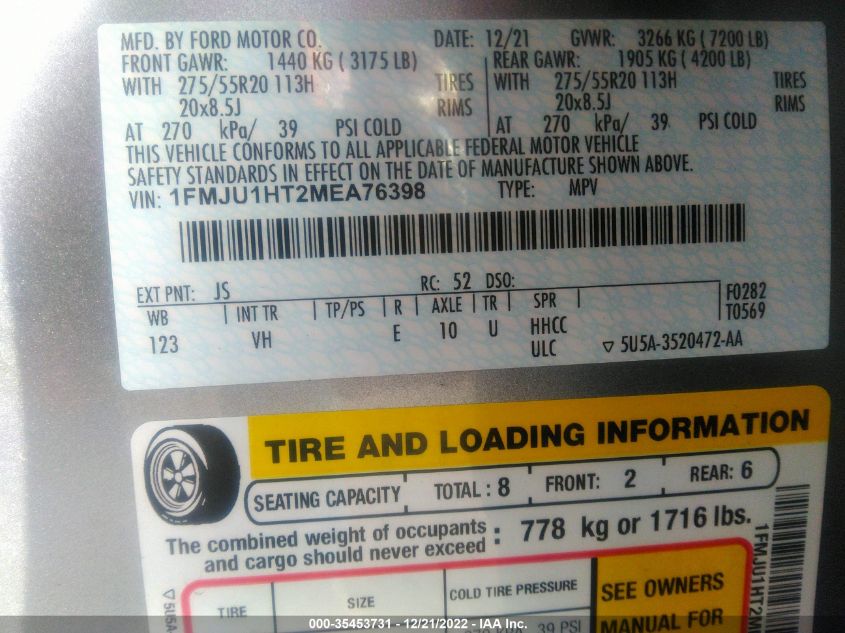 MFD. BY FORD MOTOR CO. DATE: 12/21 GVWR: 3266 KG (7200 LB)
FRONT GAWR: 1440 KG (3175 LB) REAR GAWR: 1905 KG (4200 LB)
WITH 275/55R20 113H TIRES WITH 275/55R20 113H TIRES
20x8.5J RIMS 20x8.5J RIMS
AT 270 kPa/ 39 PSI COLD AT 270 kPa/ 39 PSI COLD
THIS VEHICLE CONFORMS TO ALL APPLICABLE FEDERAL MOTOR VEHICLE
SAFETY STANDARDS IN EFFECT ON THE DATE OF MANUFACTURE SHOWN ABOVE.
VIN: 1FMJU1HT2MEA76398 TYPE: MPV
EXT PNT: JS RC: 52 DSO:
WB INT TR TP/PS R AXLE TR SPR F0282
T0569
123 VH E 10 U HHCC
ULC 5U5A-3520472-AA
TIRE AND LOADING INFORMATION
SEATING CAPACITY TOTAL: 8 FRONT: 2 REAR: 6
The combined weight of occupants
and cargo should never exceed : 778 kg or 1716 lbs.
TIRE SIZE COLD TIRE PRESSURE SEE OWNERS
39 PSI MANUAL FOR
1FMJU1HT2M
5U5A
000-35453731 - 12/21/2022 - IAA Inc.